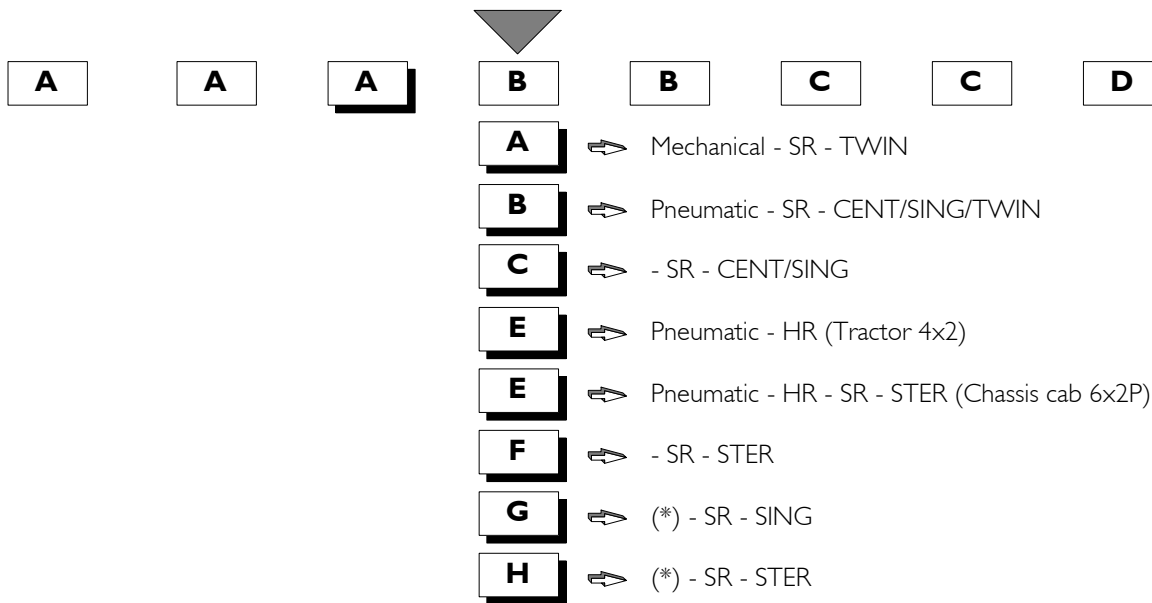 A A A B B C C D
A Mechanical - SR - TWIN
B Pneumatic - SR - CENT/SING/TWIN
C - SR - CENT/SING
E Pneumatic - HR (Tractor 4x2)
E Pneumatic - HR - SR - STER (Chassis cab 6x2P)
F - SR - STER
G (*) - SR - SING
H (*) - SR - STER